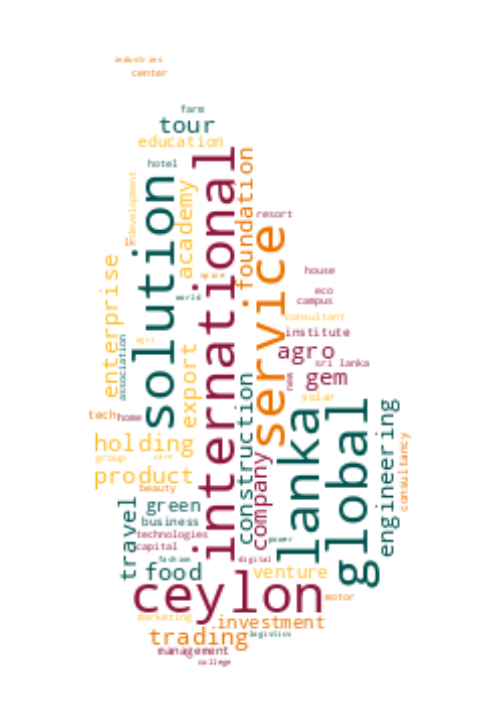 industries
center
farm
tour
education
hotel
international
solution
development
academy
foundation
resort
service
lk
space
house
enterprise
world
eco
campus
consultant
institute
association
agro
agro
sri lanka
export
gem
new
construction
solar
lanka
global
engineering
tech
home
holding
consultancy
group
care
company
product
beauty
travel
green
business
technologies
power
capital
fashion
digital
food
venture
ceylon
motor
marketing
investment
trading
logistics
management
college